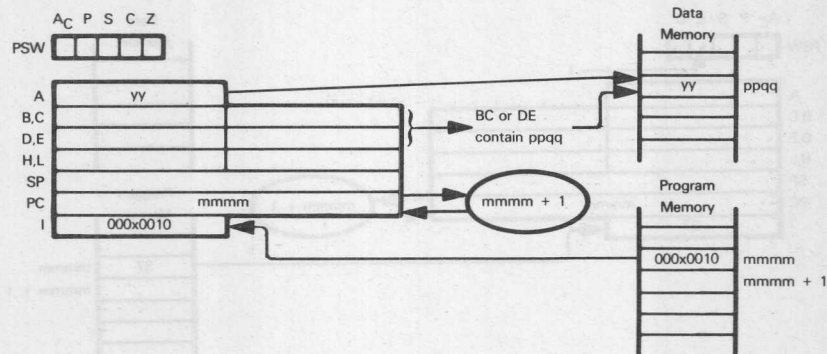 A_C P S C Z
PSW
Data
Memory
A yy
yy ppqq
B,C
D,E
BC or DE
contain ppqq
H,L
SP
PC mmmm
mmmm + 1
I 000x0010
Program
Memory
000x0010 mmmm
mmmm + 1